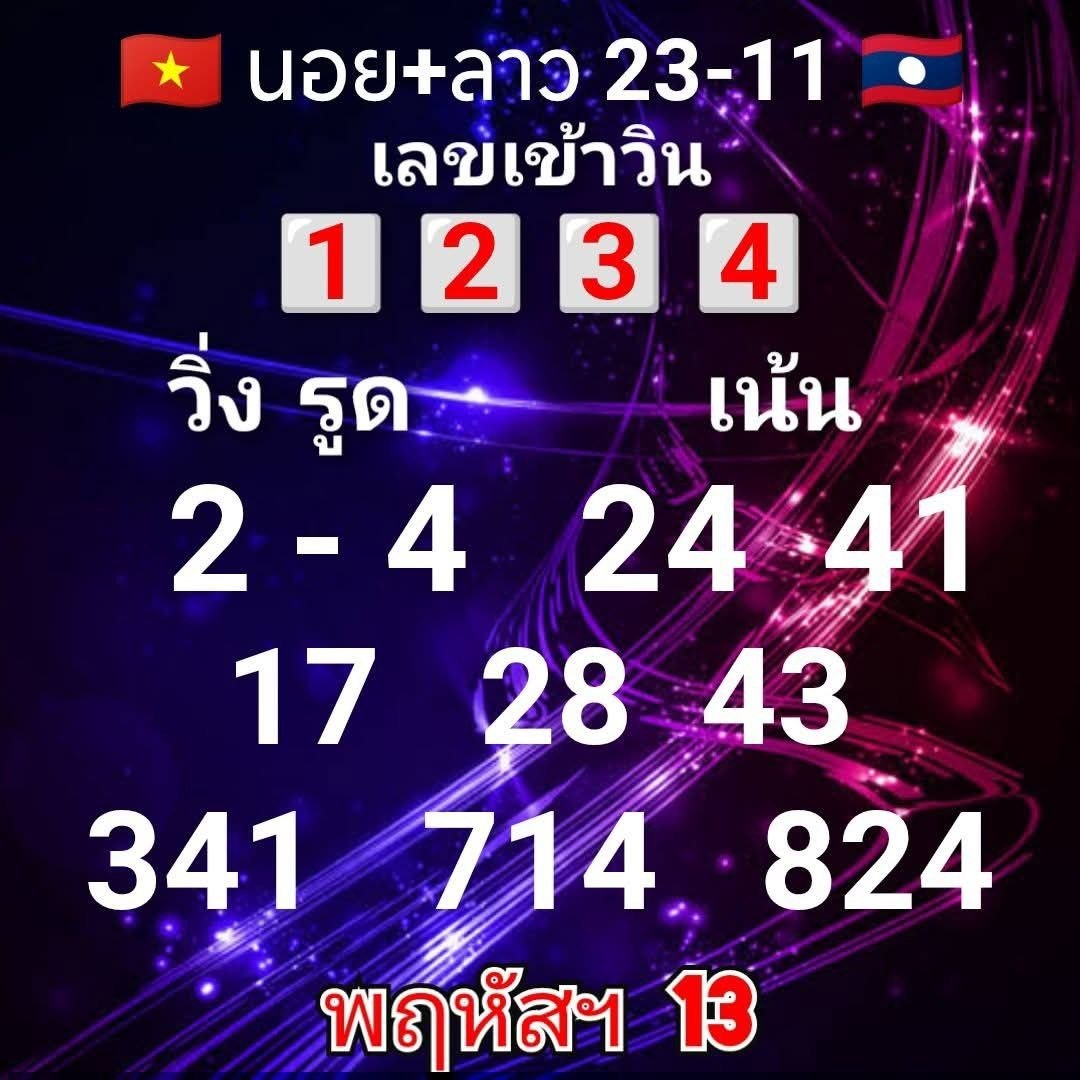 🇻🇳 นอย+ลาว 23-11 🇱🇦
เลขเข้าวิน
1 2 3 4
วิ่ง รูด เน้น
2 - 4 24 41
17 28 43
341 714 824
พฤหัสฯ 13